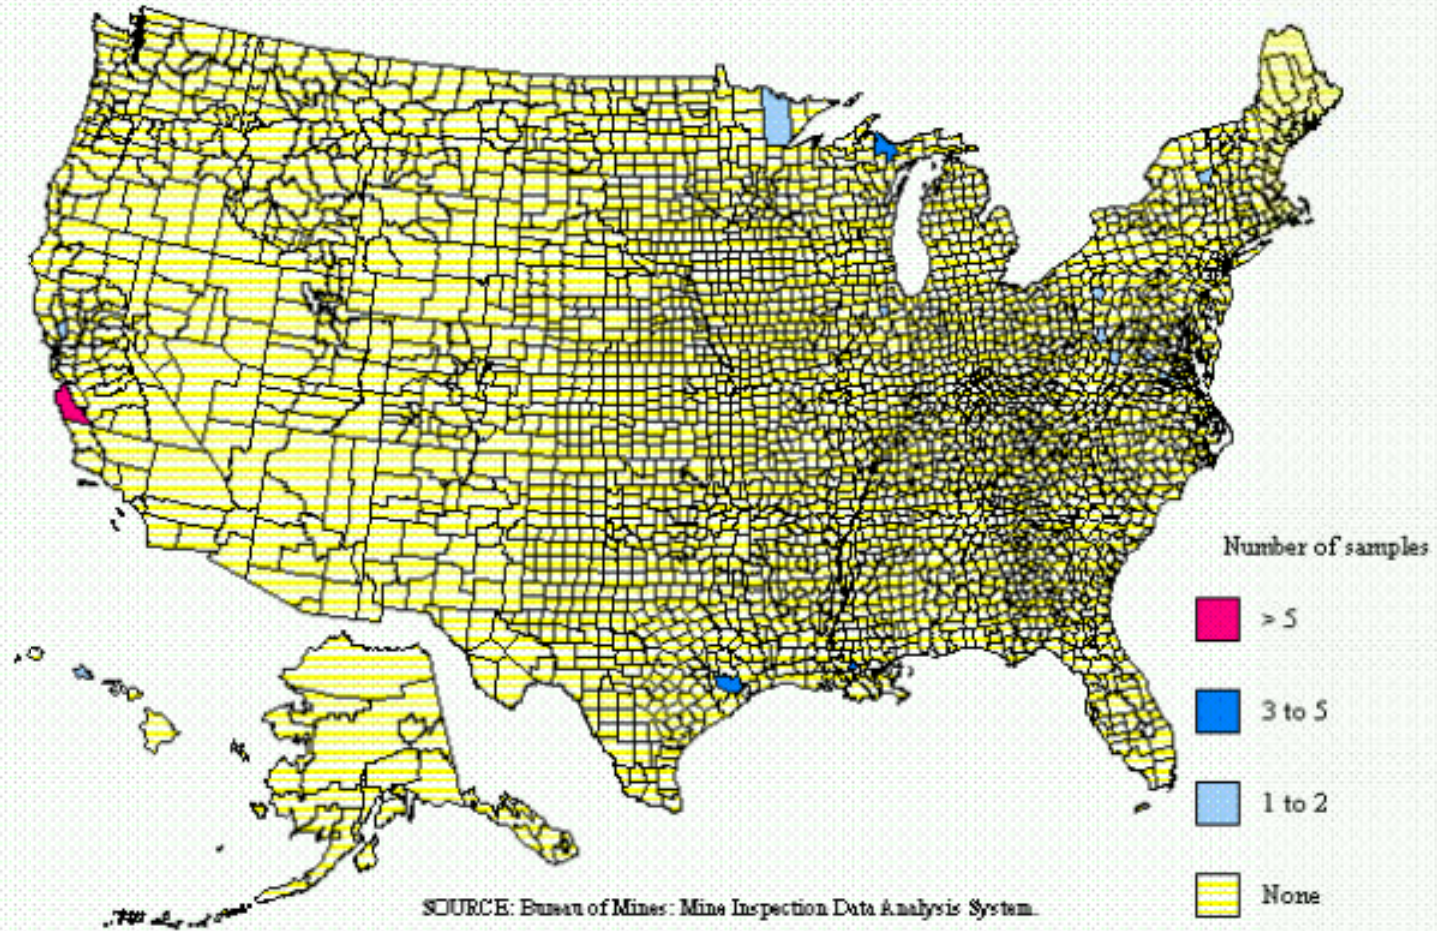 Number of samples
> 5
3 to 5
1 to 2
None
SOURCE: Bureau of Mines: Mine Inspection Data Analysis System.